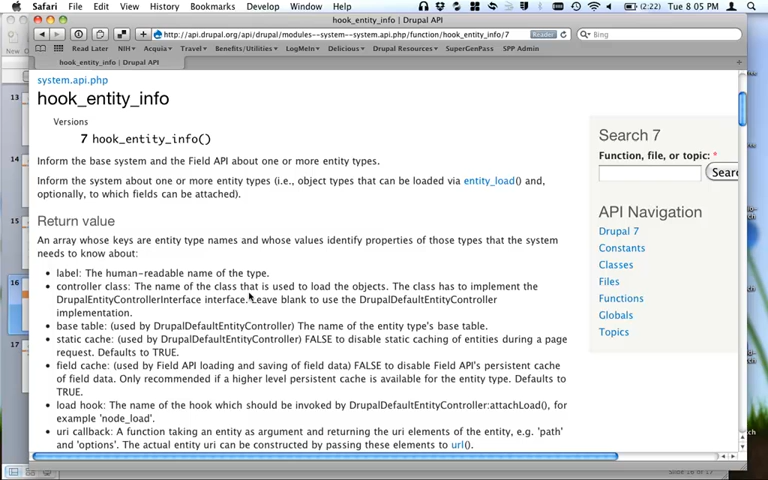 Safari File Edit View History Bookmarks Develop Window Help (2:22) Tue 8:05 PM
hook_entity_info | Drupal API
http://api.drupal.org/api/drupal/modules--system--system.api.php/function/hook_entity_info/7 Reader Bing
Read Later NIH Acquia Travel Benefits/Utilities LogMeIn Delicious Drupal Resources SuperGenPass SPP Admin
hook_entity_info | Drupal API
system.api.php
hook_entity_info
Versions
7 hook_entity_info()
Inform the base system and the Field API about one or more entity types.
Inform the system about one or more entity types (i.e., object types that can be loaded via entity_load() and,
optionally, to which fields can be attached).
Return value
An array whose keys are entity type names and whose values identify properties of those types that the system
needs to know about:
• label: The human-readable name of the type.
• controller class: The name of the class that is used to load the objects. The class has to implement the
DrupalEntityControllerInterface interface. Leave blank to use the DrupalDefaultEntityController
implementation.
• base table: (used by DrupalDefaultEntityController) The name of the entity type's base table.
• static cache: (used by DrupalDefaultEntityController) FALSE to disable static caching of entities during a page
request. Defaults to TRUE.
• field cache: (used by Field API loading and saving of field data) FALSE to disable Field API's persistent cache
of field data. Only recommended if a higher level persistent cache is available for the entity type. Defaults to
TRUE.
• load hook: The name of the hook which should be invoked by DrupalDefaultEntityController:attachLoad(), for
example 'node_load'.
• uri callback: A function taking an entity as argument and returning the uri elements of the entity, e.g. 'path'
and 'options'. The actual entity uri can be constructed by passing these elements to url().
Search 7
Function, file, or topic: *
Searc
API Navigation
Drupal 7
Constants
Classes
Files
Functions
Globals
Topics
13
14
15
16
17
Slide 16 of 17